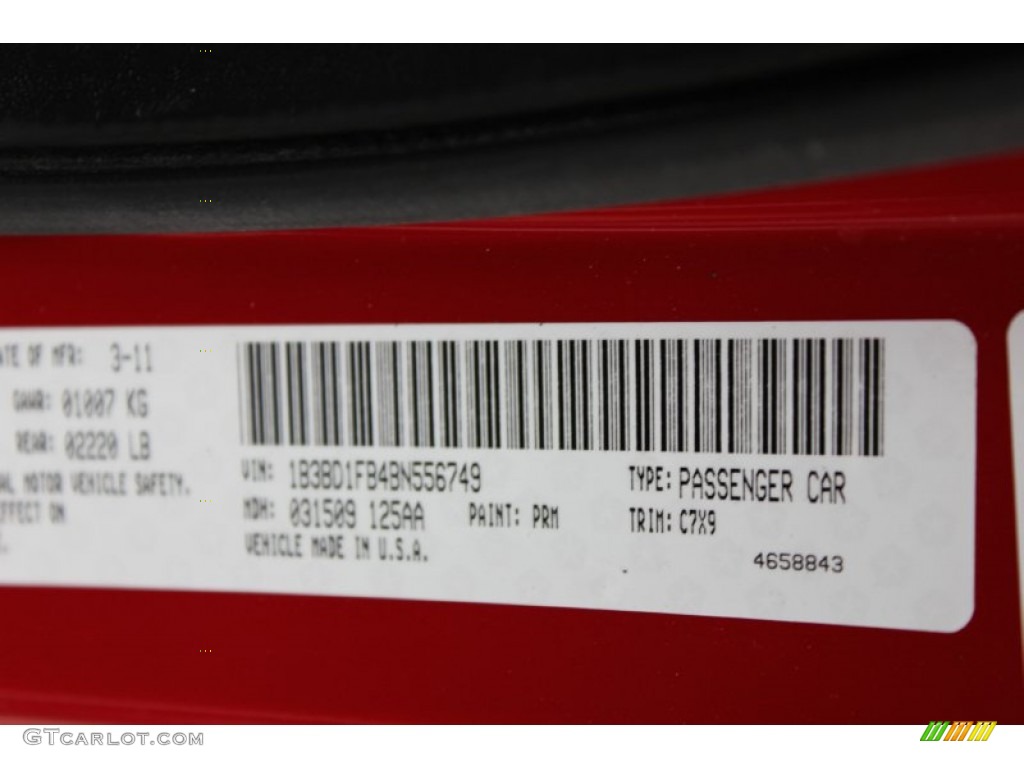 ATE OF MFR: 3-11
GAWR: 01007 KG
REAR: 02220 LB
AL MOTOR VEHICLE SAFETY,
EFFECT ON
VIN: 1B3BD1FB4BN556749
TYPE: PASSENGER CAR
MDH: 031509 125AA PAINT: PRM
TRIM: C7X9
VEHICLE MADE IN U.S.A.
4658843
GTCARLOT.COM